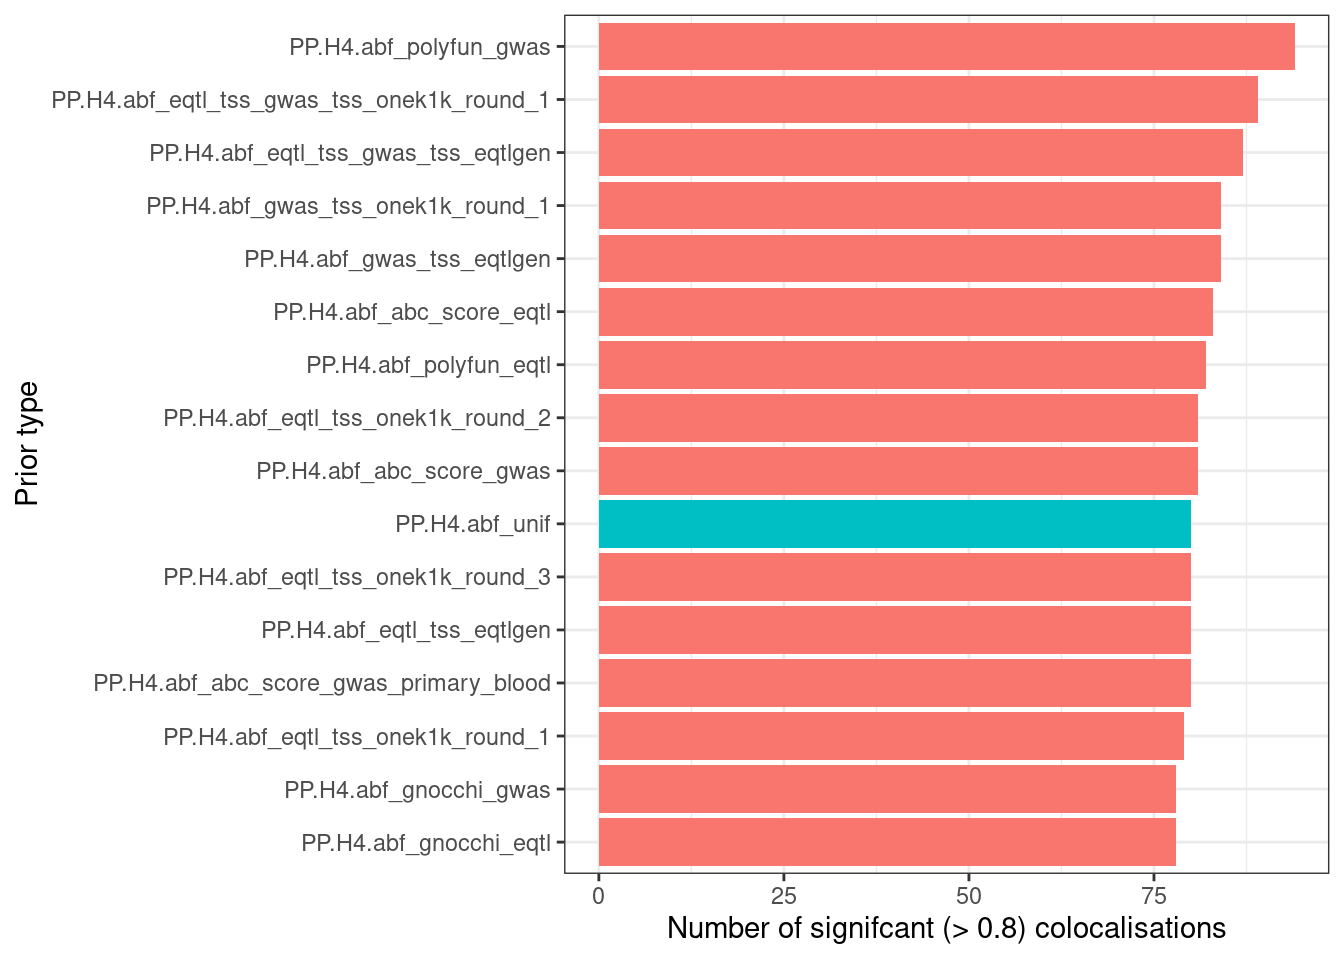 PP.H4.abf_polyfun_gwas
PP.H4.abf_eqtl_tss_gwas_tss_onek1k_round_1
PP.H4.abf_eqtl_tss_gwas_tss_eqtlgen
PP.H4.abf_gwas_tss_onek1k_round_1
PP.H4.abf_gwas_tss_eqtlgen
PP.H4.abf_abc_score_eqtl
PP.H4.abf_polyfun_eqtl
PP.H4.abf_eqtl_tss_onek1k_round_2
PP.H4.abf_abc_score_gwas
PP.H4.abf_unif
PP.H4.abf_eqtl_tss_onek1k_round_3
PP.H4.abf_eqtl_tss_eqtlgen
PP.H4.abf_abc_score_gwas_primary_blood
PP.H4.abf_eqtl_tss_onek1k_round_1
PP.H4.abf_gnocchi_gwas
PP.H4.abf_gnocchi_eqtl
Prior type
0 25 50 75
Number of signifcant (> 0.8) colocalisations